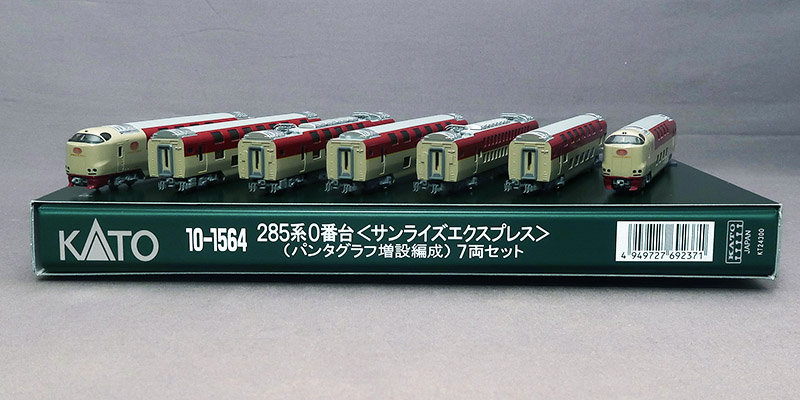 KATO
10-1564 285系0番台<サンライズエクスプレス>
(パンタグラフ増設編成) 7両セット
4 949727 692371
KATO
JAPAN
KT24300